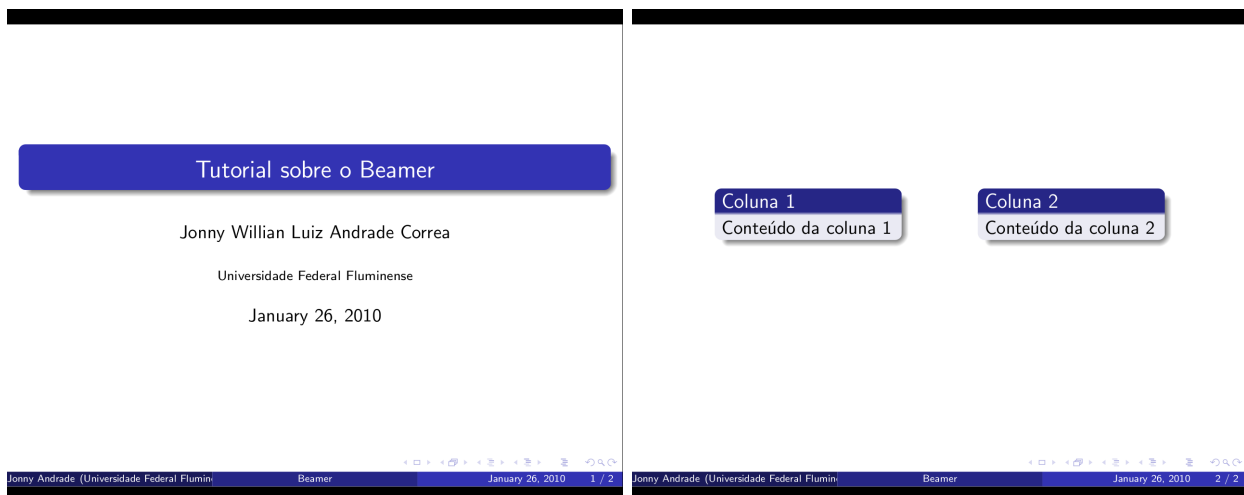 Tutorial sobre o Beamer
Jonny Willian Luiz Andrade Correa
Universidade Federal Fluminense
January 26, 2010
Jonny Andrade (Universidade Federal Flumin Beamer January 26, 2010 1 / 2
Coluna 1
Conteúdo da coluna 1
Coluna 2
Conteúdo da coluna 2
Jonny Andrade (Universidade Federal Flumin Beamer January 26, 2010 2 / 2